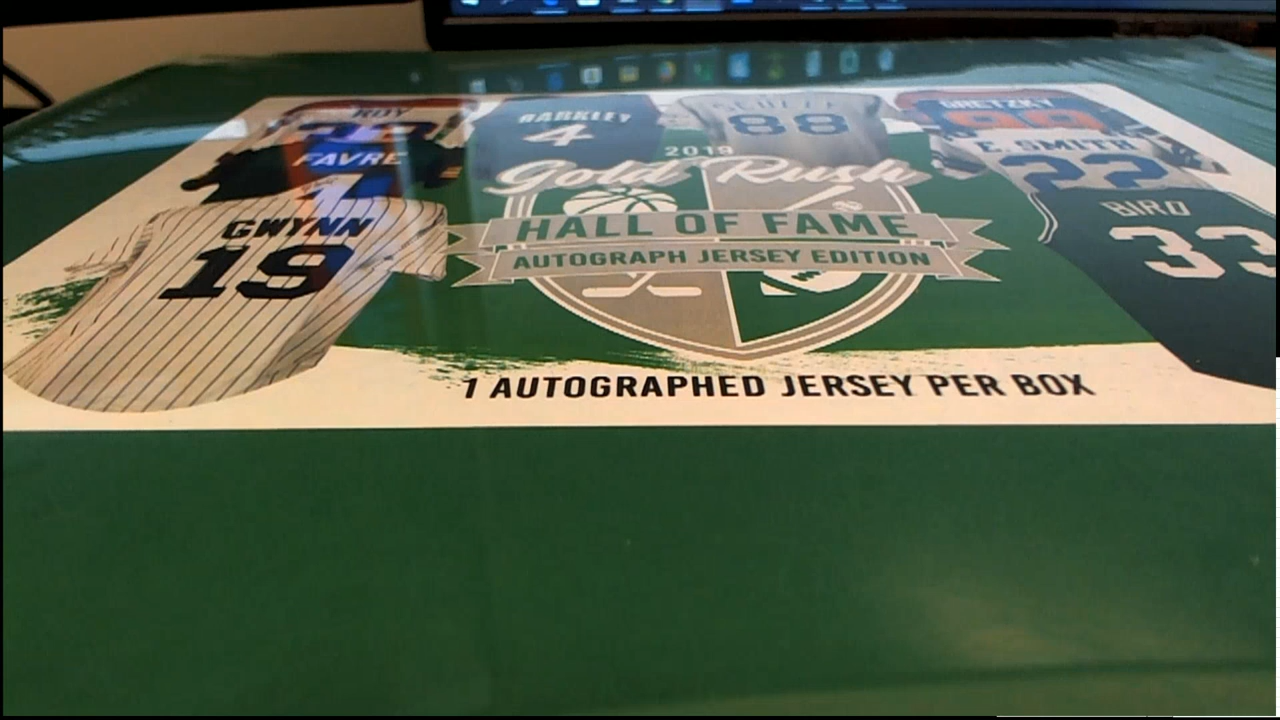 ROY
BARKLEY
4
88
GRETZKY
99
FAVRE
E. SMITH
22
GWYNN
19
BIRD
33
2019
Gold Rush
HALL OF FAME
AUTOGRAPH JERSEY EDITION
1 AUTOGRAPHED JERSEY PER BOX